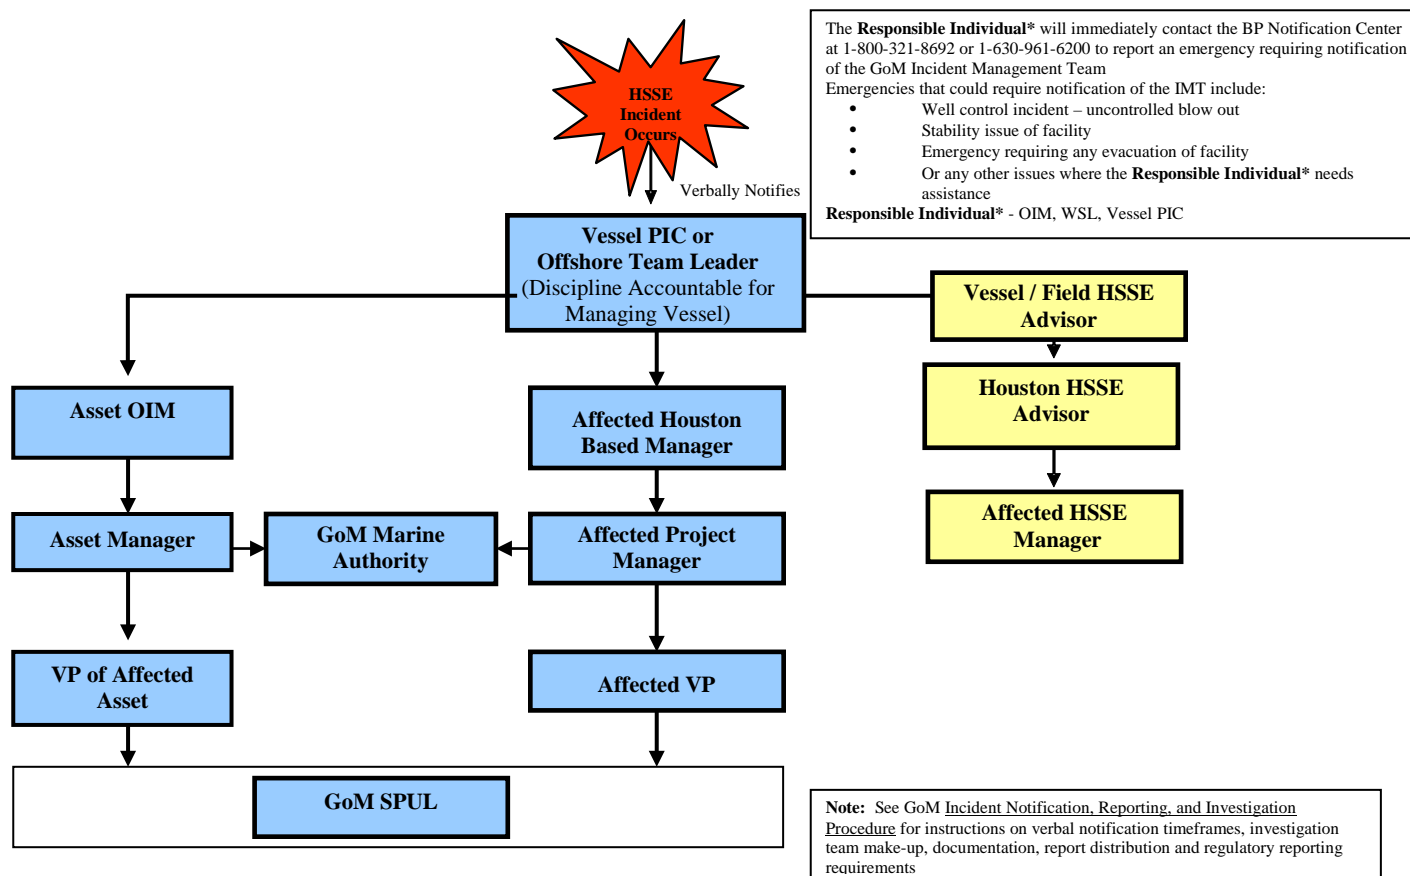 HSSE
Incident
Occurs
Verbally Notifies
The Responsible Individual* will immediately contact the BP Notification Center
at 1-800-321-8692 or 1-630-961-6200 to report an emergency requiring notification
of the GoM Incident Management Team
Emergencies that could require notification of the IMT include:
• Well control incident – uncontrolled blow out
• Stability issue of facility
• Emergency requiring any evacuation of facility
• Or any other issues where the Responsible Individual* needs
assistance
Responsible Individual* - OIM, WSL, Vessel PIC
Vessel PIC or
Offshore Team Leader
(Discipline Accountable for
Managing Vessel)
Vessel / Field HSSE
Advisor
Asset OIM
Affected Houston
Based Manager
Houston HSSE
Advisor
Asset Manager
GoM Marine
Authority
Affected Project
Manager
Affected HSSE
Manager
VP of Affected
Asset
Affected VP
GoM SPUL
Note: See GoM Incident Notification, Reporting, and Investigation
Procedure for instructions on verbal notification timeframes, investigation
team make-up, documentation, report distribution and regulatory reporting
requirements